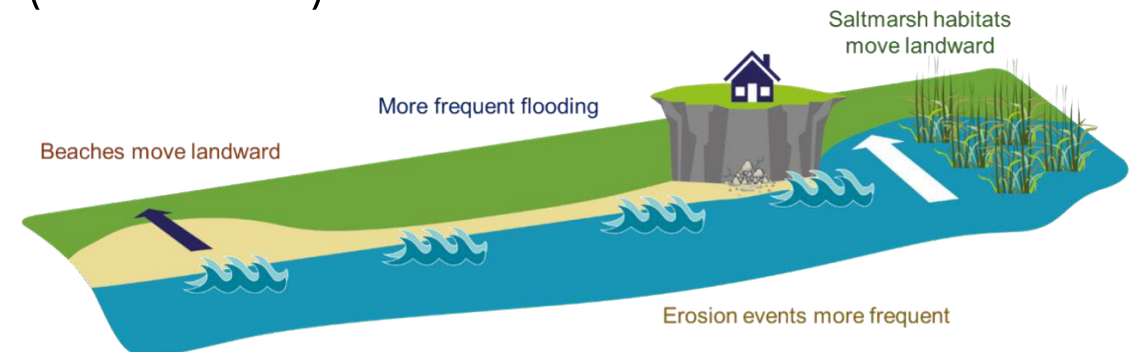 Saltmarsh habitats
move landward
More frequent flooding
Beaches move landward
Erosion events more frequent